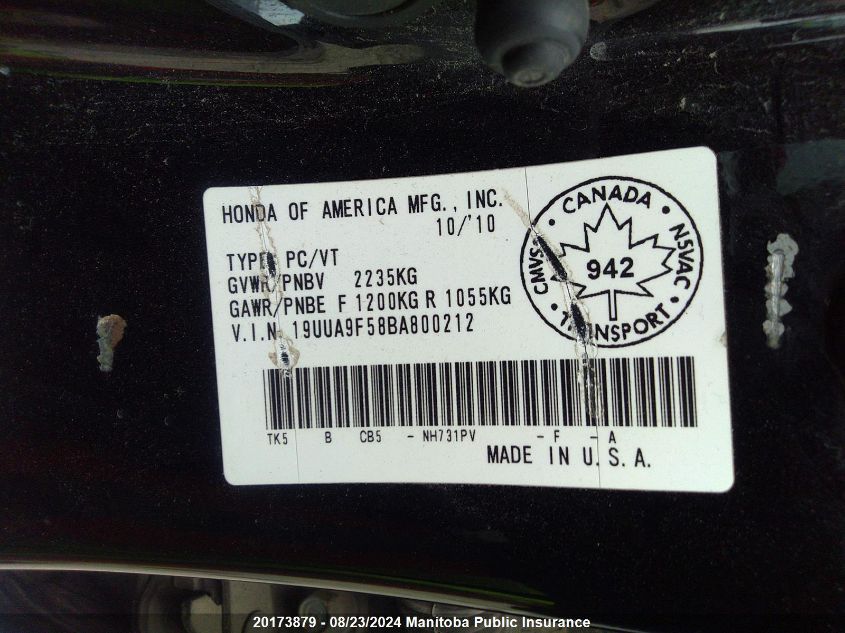 HONDA OF AMERICA MFG., INC.
10/'10
TYPE PC/VT
GVWR/PNBV 2235KG
GAWR/PNBE F 1200KG R 1055KG
V.I.N. 19UUA9F58BA800212
CANADA
CMVSS NSVAC
942
TRANSPORT
TK5 B CB5 - NH731PV - F - A
MADE IN U.S.A.
20173879 - 08/23/2024 Manitoba Public Insurance